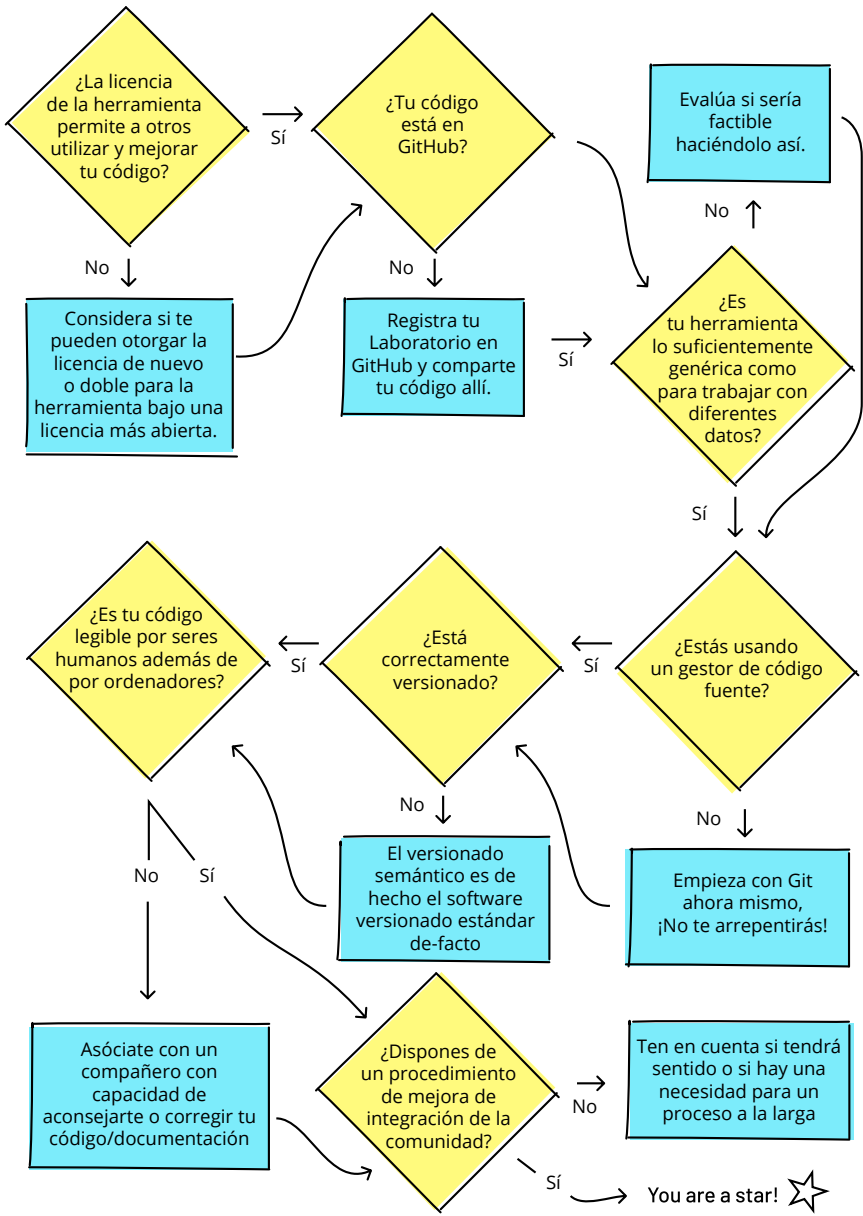 ¿La licencia
de la herramienta
permite a otros
utilizar y mejorar
tu código?
Sí
No
¿Tu código
está en
GitHub?
No
Evalúa si sería
factible
haciéndolo así.
No
Considera si te
pueden otorgar la
licencia de nuevo
o doble para la
herramienta bajo una
licencia más abierta.
Registra tu
Laboratorio en
GitHub y comparte
tu código allí.
Sí
¿Es
tu herramienta
lo suficientemente
genérica como
para trabajar con
diferentes
datos?
Sí
¿Estás usando
un gestor de código
fuente?
Sí
No
¿Está
correctamente
versionado?
Sí
No
¿Es tu código
legible por seres
humanos además de
por ordenadores?
No
Sí
El versionado
semántico es de
hecho el software
versionado estándar
de-facto
Empieza con Git
ahora mismo,
¡No te arrepentirás!
Asóciate con un
compañero con
capacidad de
aconsejarte o corregir tu
código/documentación
¿Dispones de
un procedimiento
de mejora de
integración de la
comunidad?
No
Ten en cuenta si tendrá
sentido o si hay una
necesidad para un
proceso a la larga
Sí
You are a star!